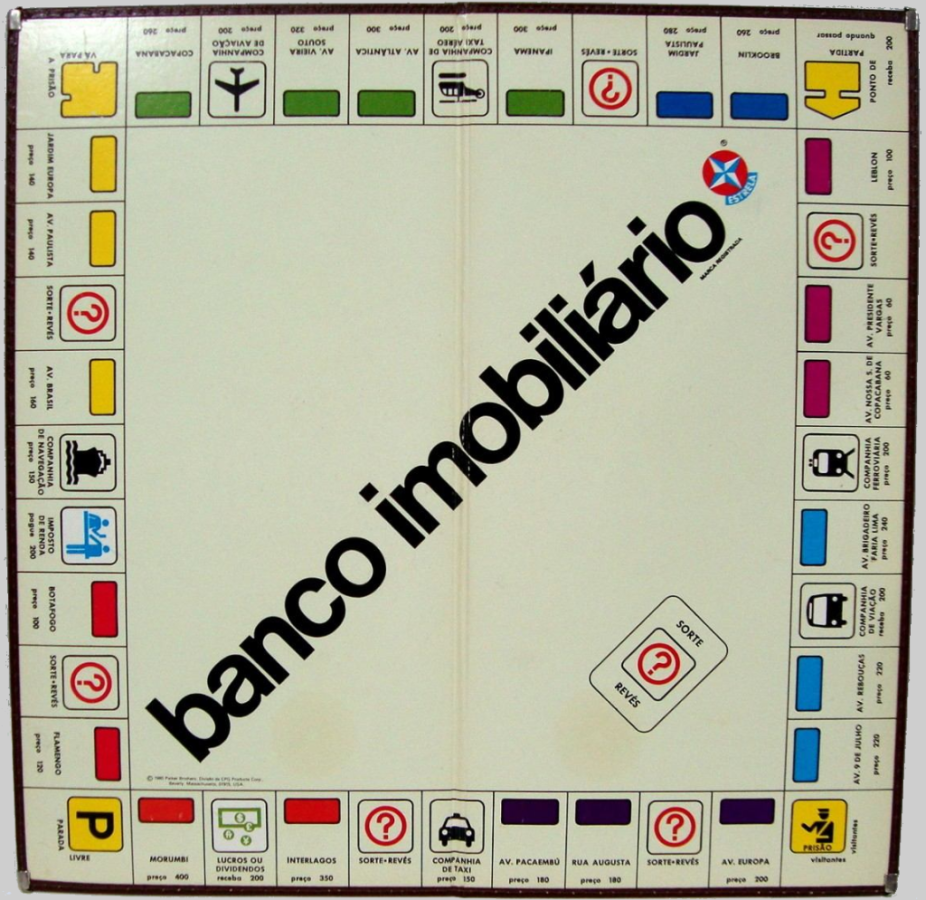 A PRISÃO
VÁ PARA
COPACABANA
preço 260
COMPANHIA
DE AVIAÇÃO
preço 200
AV. VIEIRA
SOUTO
preço 320
AV. ATLÂNTICA
preço 300
COMPANHIA DE
TAXI AÉREO
preço 200
IPANEMA
preço 300
SORTE•REVÉS
JARDIM
PAULISTA
preço 280
BROOKLIN
preço 260
PONTO DE
PARTIDA
receba 200
quando passar
LEBLON
preço 100
SORTE•REVÉS
AV. PRESIDENTE
VARGAS
preço 60
AV. NOSSA S. DE
COPACABANA
preço 60
COMPANHIA
FERROVIÁRIA
preço 200
AV. BRIGADEIRO
FARIA LIMA
preço 240
COMPANHIA
DE VIAÇÃO
receba 200
AV. REBOUÇAS
preço 220
AV. 9 DE JULHO
preço 220
PRISÃO
visitantes
visitantes
AV. EUROPA
preço 200
SORTE•REVÉS
RUA AUGUSTA
preço 180
AV. PACAEMBÚ
preço 180
COMPANHIA
DE TAXI
preço 150
SORTE•REVÉS
INTERLAGOS
preço 350
LUCROS OU
DIVIDENDOS
receba 200
MORUMBI
preço 400
P
PARADA
LIVRE
FLAMENGO
preço 120
SORTE•REVÉS
BOTAFOGO
preço 100
IMPOSTO
DE RENDA
pague 200
COMPANHIA
DE NAVEGAÇÃO
preço 150
AV. BRASIL
preço 160
SORTE•REVÉS
AV. PAULISTA
preço 140
JARDIM EUROPA
preço 140
®
ESTRELA
banco imobiliário
MARCA REGISTRADA
SORTE
?
REVÉS